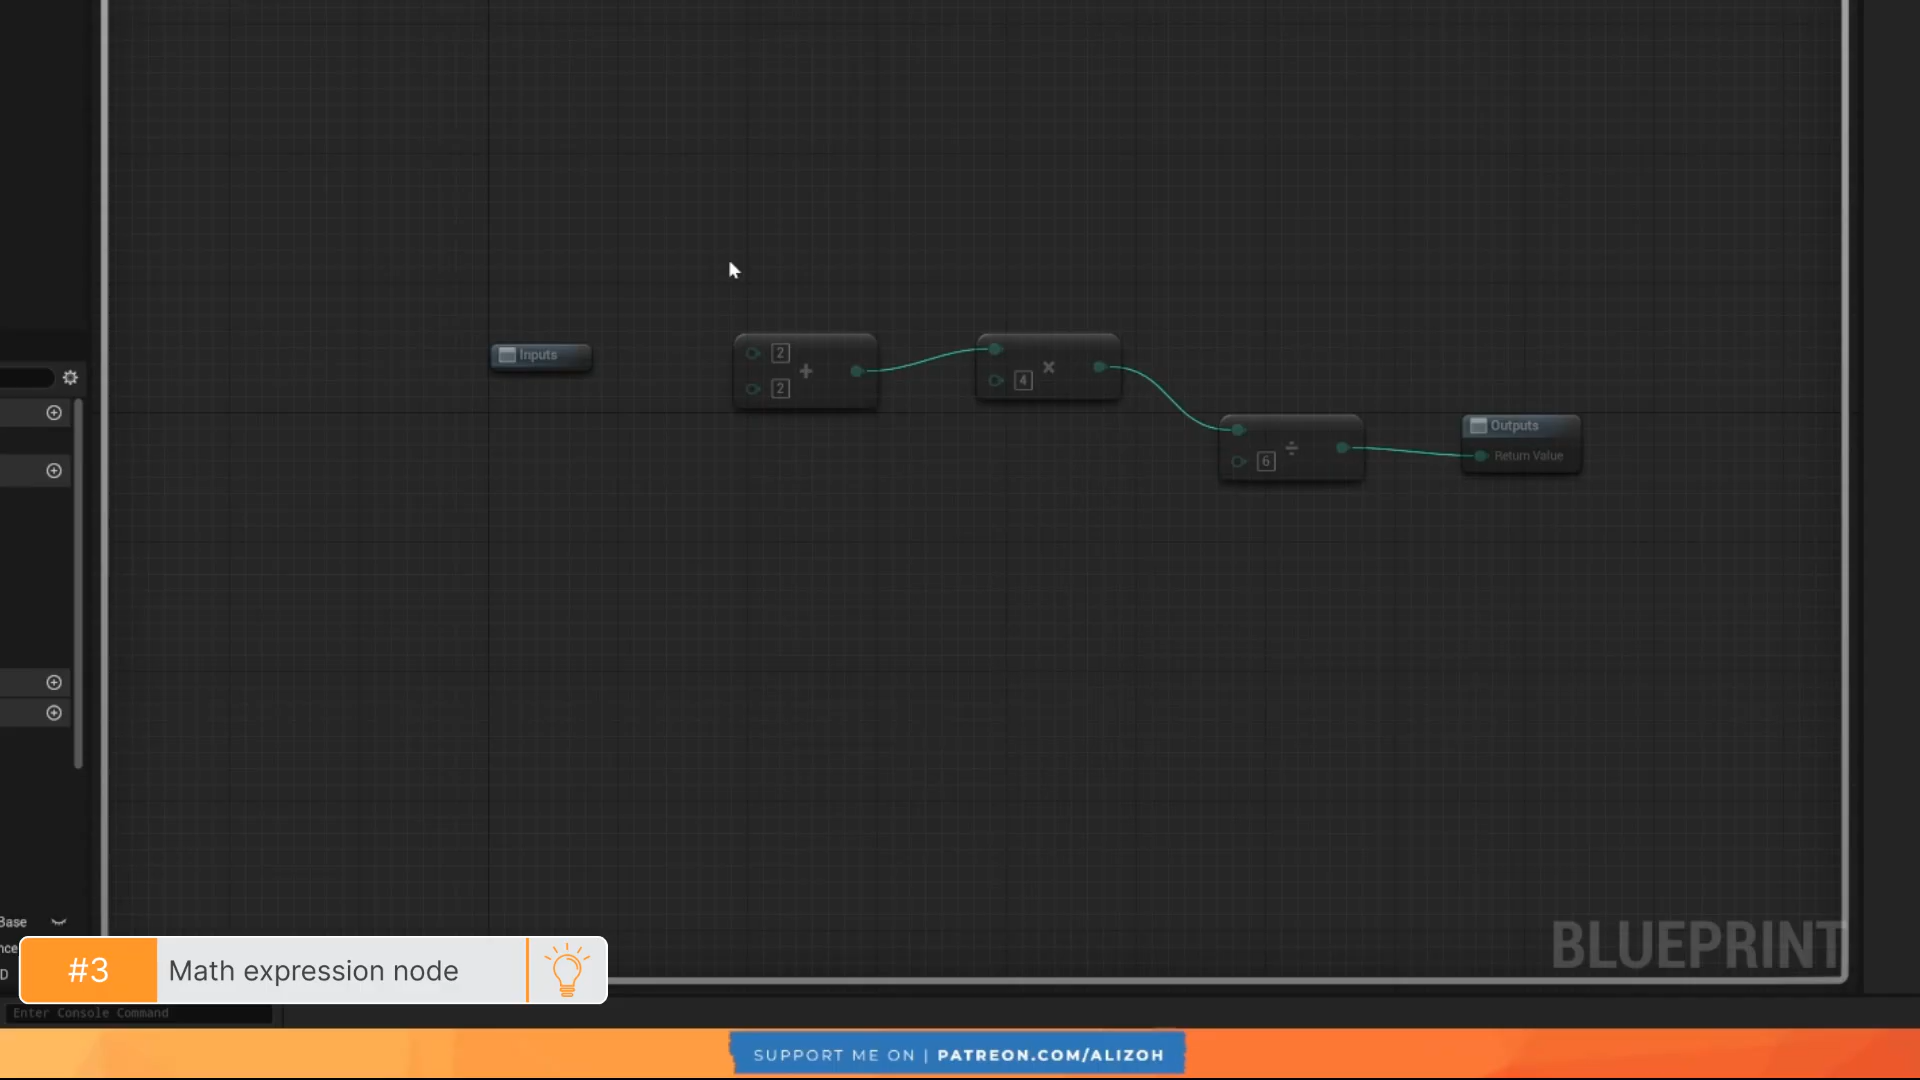 Inputs
2
+
2
4
×
6
÷
Outputs
Return Value
Base
nce
D
BLUEPRINT
#3
Math expression node
Enter Console Command
SUPPORT ME ON | PATREON.COM/ALIZOH